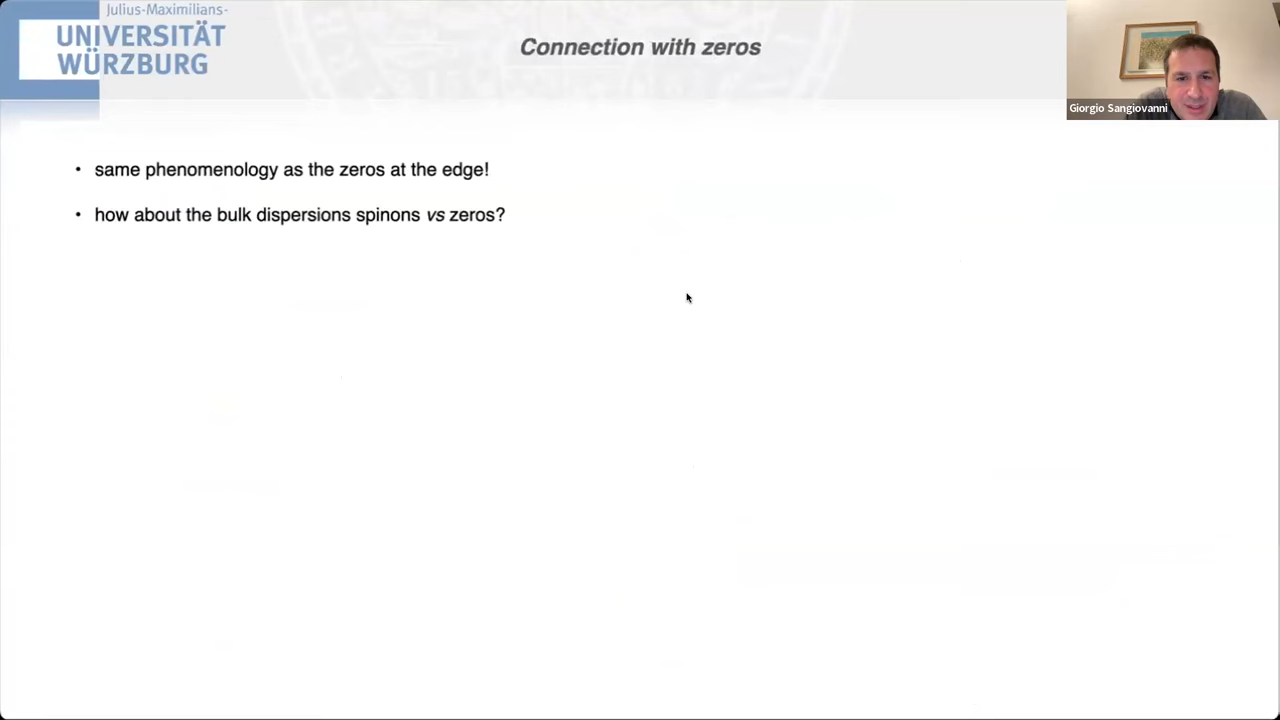 Julius-Maximilians-
UNIVERSITÄT
WÜRZBURG
Connection with zeros
Giorgio Sangiovanni
• same phenomenology as the zeros at the edge!
• how about the bulk dispersions spinons vs zeros?